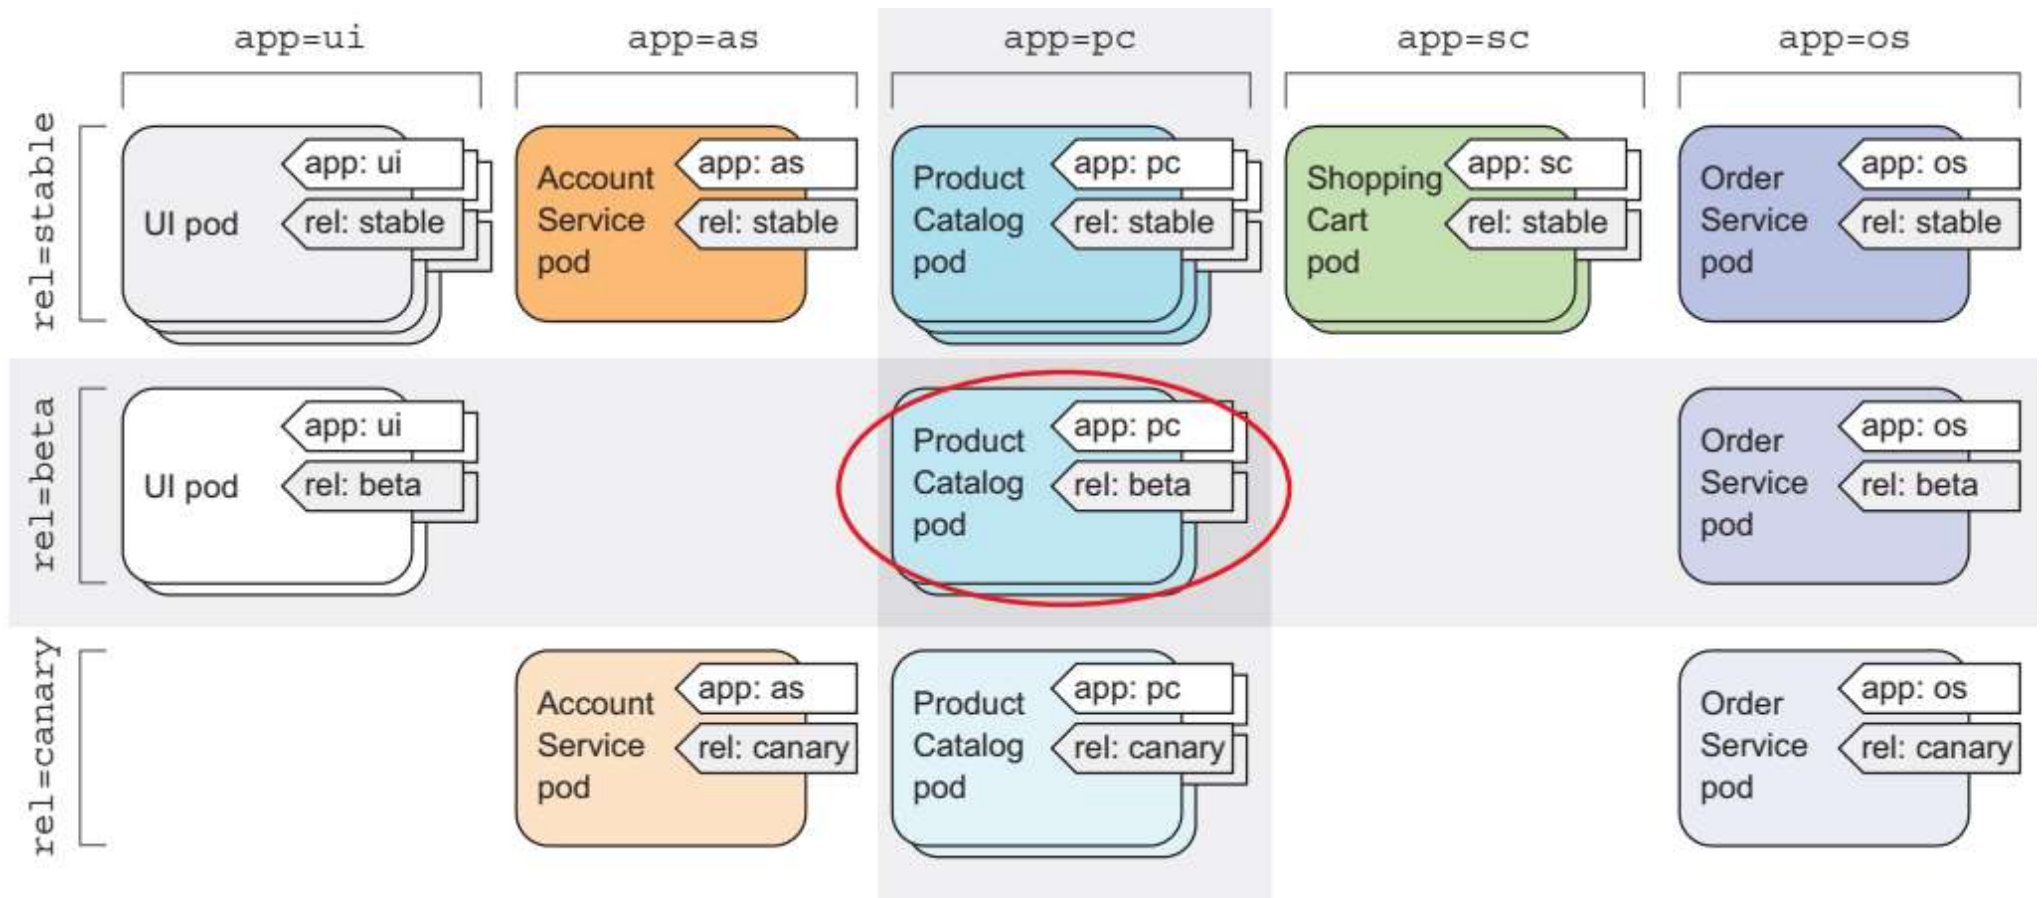 app=ui
app=as
app=pc
app=sc
app=os
rel=stable
UI pod
app: ui
rel: stable
Account
Service
pod
app: as
rel: stable
Product
Catalog
pod
app: pc
rel: stable
Shopping
Cart
pod
app: sc
rel: stable
Order
Service
pod
app: os
rel: stable
rel=beta
UI pod
app: ui
rel: beta
Product
Catalog
pod
app: pc
rel: beta
Order
Service
pod
app: os
rel: beta
rel=canary
Account
Service
pod
app: as
rel: canary
Product
Catalog
pod
app: pc
rel: canary
Order
Service
pod
app: os
rel: canary